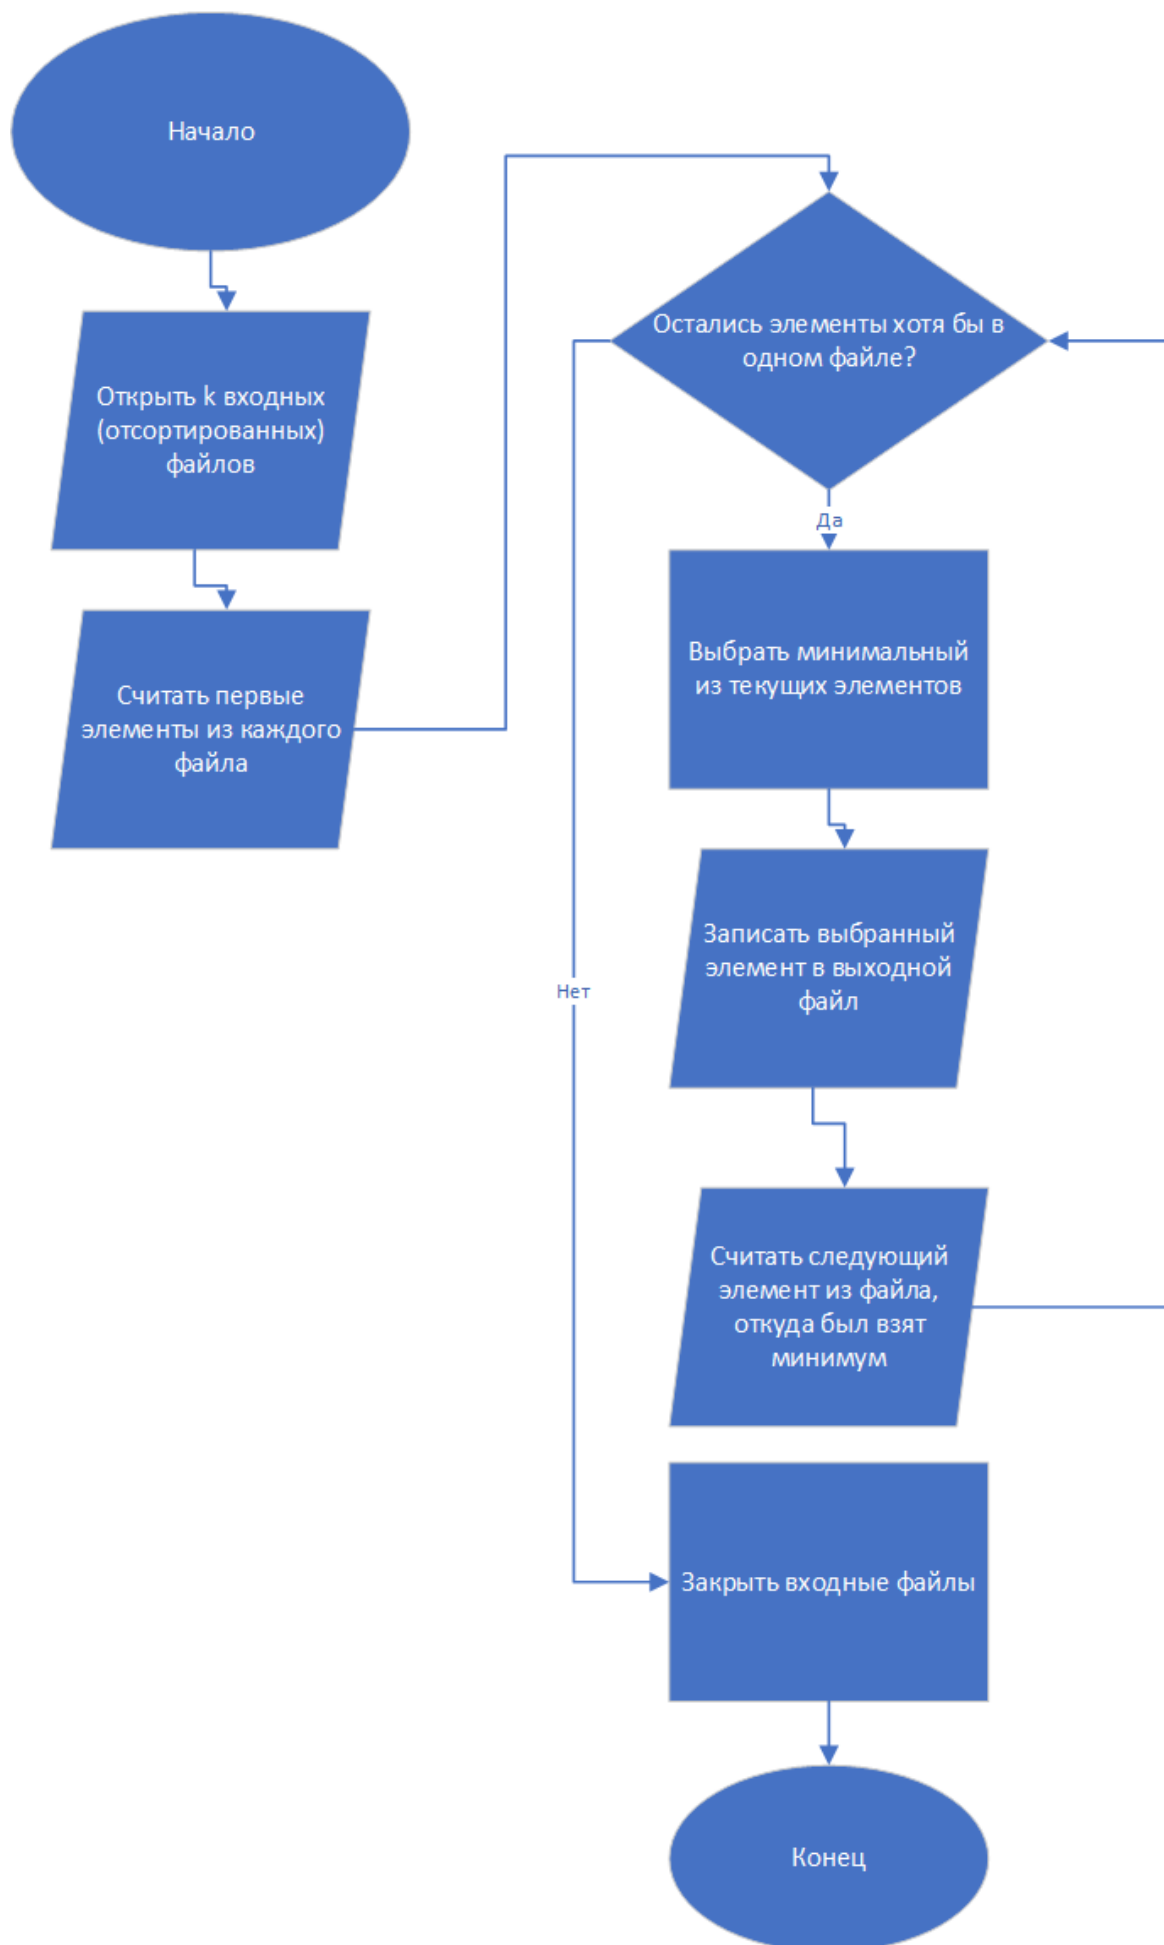 Начало
Открыть k входных
(отсортированных)
файлов
Считать первые
элементы из каждого
файла
Остались элементы хотя бы в
одном файле?
Да
Выбрать минимальный
из текущих элементов
Записать выбранный
элемент в выходной
файл
Нет
Считать следующий
элемент из файла,
откуда был взят
минимум
Закрыть входные файлы
Конец